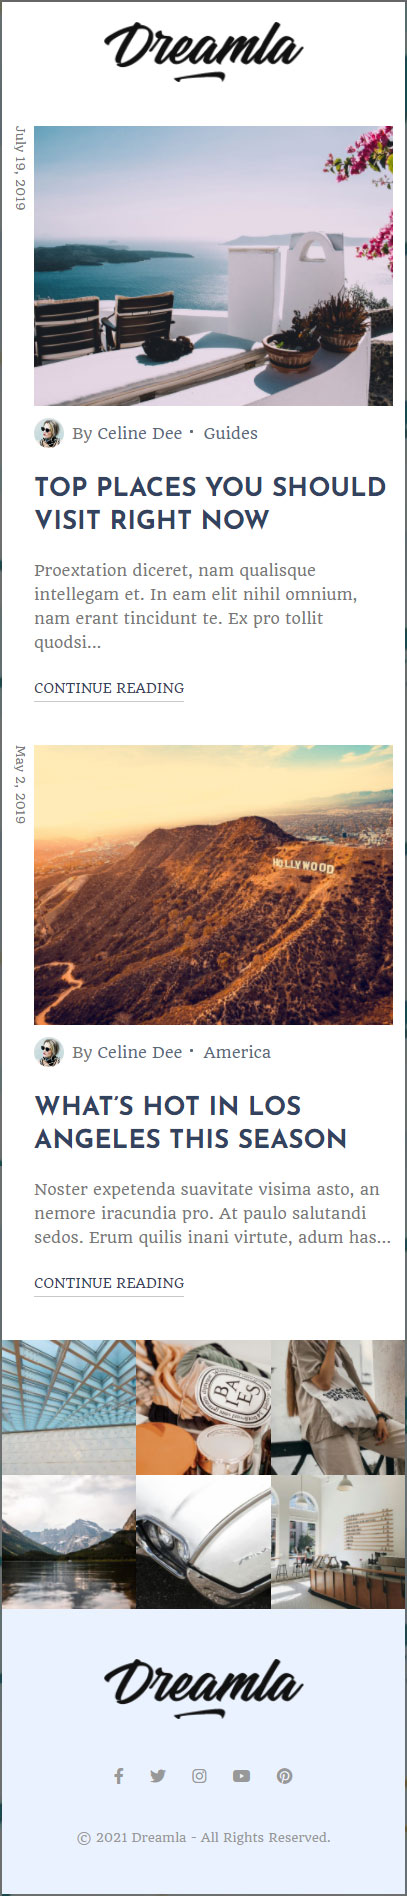 Dreamla
July 19, 2019
By Celine Dee · Guides
TOP PLACES YOU SHOULD
VISIT RIGHT NOW
Proextation diceret, nam qualisque
intellegam et. In eam elit nihil omnium,
nam erant tincidunt te. Ex pro tollit
quodsi...
CONTINUE READING
May 2, 2019
HOLLYWOOD
By Celine Dee · America
WHAT'S HOT IN LOS
ANGELES THIS SEASON
Noster expetenda suavitate visima asto, an
nemore iracundia pro. At paulo salutandi
sedos. Erum quilis inani virtute, adum has...
CONTINUE READING
BAIES
Dreamla
© 2021 Dreamla - All Rights Reserved.